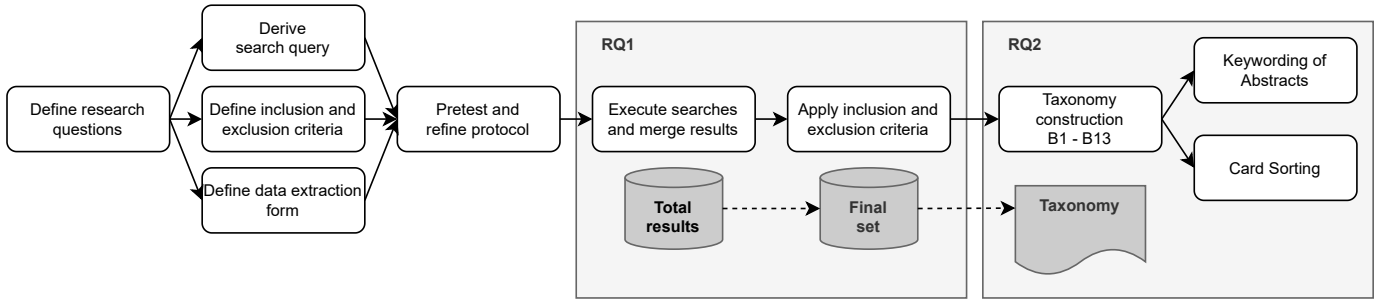 Define research
questions
Derive
search query
Define inclusion and
exclusion criteria
Define data extraction
form
Pretest and
refine protocol
RQ1
Execute searches
and merge results
Apply inclusion and
exclusion criteria
Total
results
Final
set
RQ2
Taxonomy
construction
B1 - B13
Keywording of
Abstracts
Card Sorting
Taxonomy